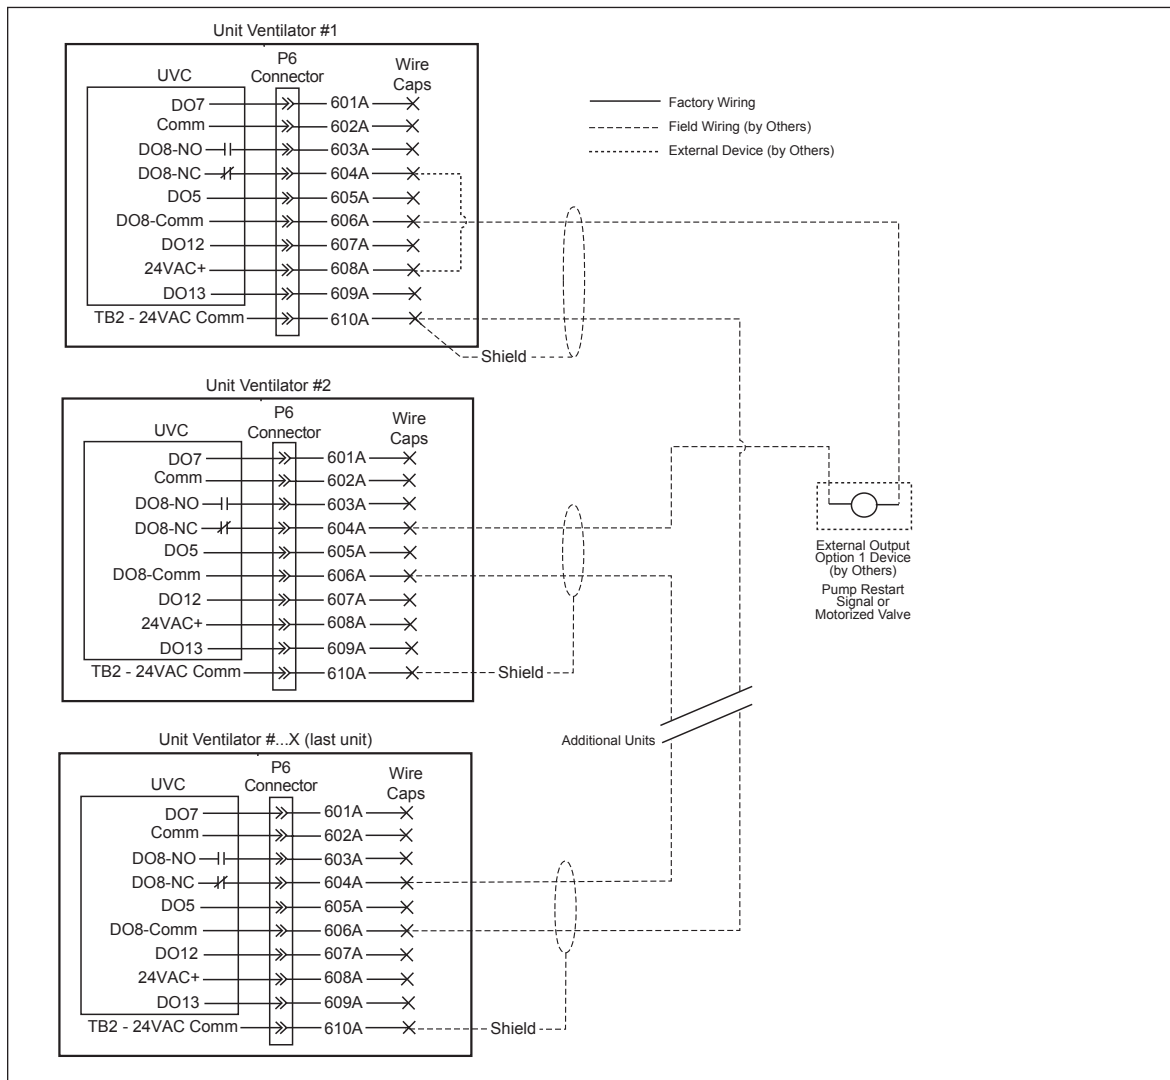 Unit Ventilator #1
P6
Connector
Wire
Caps
UVC
DO7
601A
Comm
602A
DO8-NO
603A
DO8-NC
604A
DO5
605A
DO8-Comm
606A
DO12
607A
24VAC+
608A
DO13
609A
TB2 - 24VAC Comm
610A
Shield
Factory Wiring
Field Wiring (by Others)
External Device (by Others)
Unit Ventilator #2
P6
Connector
Wire
Caps
UVC
DO7
601A
Comm
602A
DO8-NO
603A
DO8-NC
604A
DO5
605A
DO8-Comm
606A
DO12
607A
24VAC+
608A
DO13
609A
TB2 - 24VAC Comm
610A
Shield
External Output
Option 1 Device
(by Others)
Pump Restart
Signal or
Motorized Valve
Additional Units
Unit Ventilator #...X (last unit)
P6
Connector
Wire
Caps
UVC
DO7
601A
Comm
602A
DO8-NO
603A
DO8-NC
604A
DO5
605A
DO8-Comm
606A
DO12
607A
24VAC+
608A
DO13
609A
TB2 - 24VAC Comm
610A
Shield